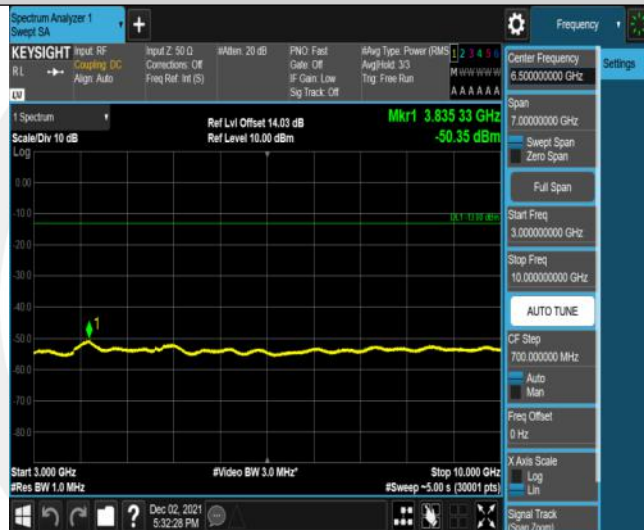 Spectrum Analyzer 1
Swept SA
Frequency
KEYSIGHT
RL
Input: RF
Coupling: DC
Align: Auto
Input Z: 50 Ω
Corrections: Off
Freq Ref: Int (S)
#Atten: 20 dB
PNO: Fast
Gate: Off
IF Gain: Low
Sig Track: Off
#Avg Type: Power (RMS
Avg|Hold: 3/3
Trig: Free Run
1 2 3 4 5 6
M W W W W W
A A A A A A
1 Spectrum
Scale/Div 10 dB
Log
Ref Lvl Offset 14.03 dB
Ref Level 10.00 dBm
Mkr1 3.835 33 GHz
-50.35 dBm
0.00
-10.0
DL1 -13.00 dBm
-20.0
-30.0
-40.0
1
-50.0
-60.0
-70.0
-80.0
Start 3.000 GHz
#Res BW 1.0 MHz
#Video BW 3.0 MHz*
Stop 10.000 GHz
#Sweep ~5.00 s (30001 pts)
Center Frequency
6.500000000 GHz
Settings
Span
7.00000000 GHz
Swept Span
Zero Span
Full Span
Start Freq
3.000000000 GHz
Stop Freq
10.000000000 GHz
AUTO TUNE
CF Step
700.000000 MHz
Auto
Man
Freq Offset
0 Hz
X Axis Scale
Log
Lin
Signal Track
(Span Zoom)
?
Dec 02, 2021
5:32:28 PM